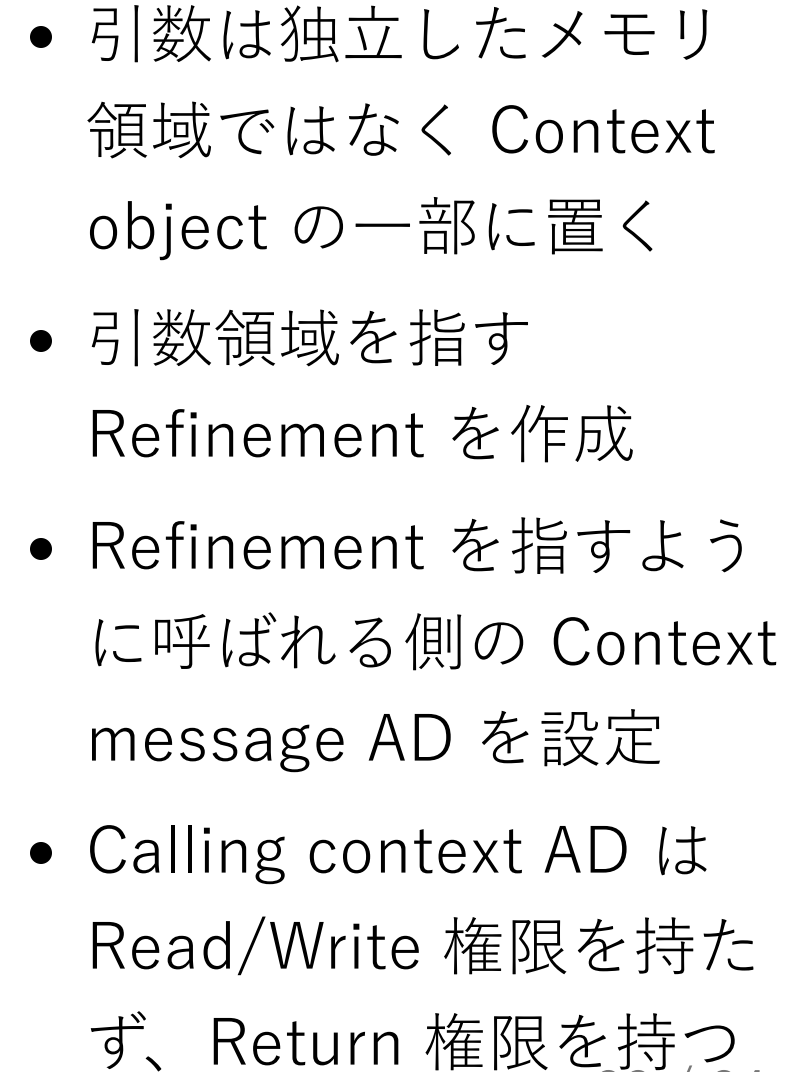 • 引数は独立したメモリ
領域ではなく Context
object の一部に置く
• 引数領域を指す
Refinement を作成
• Refinement を指すよう
に呼ばれる側の Context
message AD を設定
• Calling context AD は
Read/Write 権限を持た
ず、Return 権限を持つ